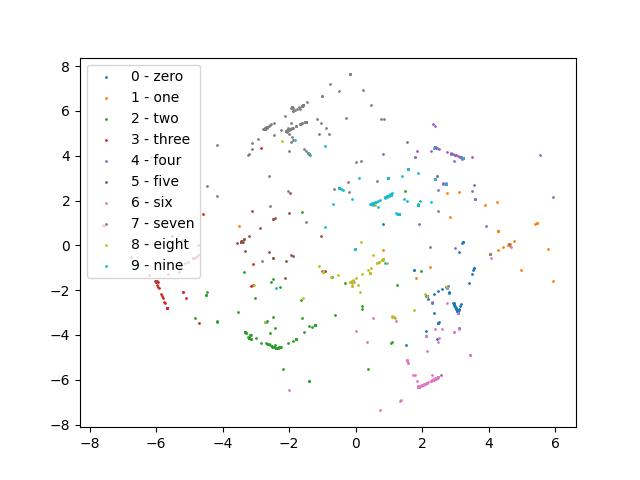 8
6
4
2
0
−2
−4
−6
−8
−8 −6 −4 −2 0 2 4 6
0 - zero
1 - one
2 - two
3 - three
4 - four
5 - five
6 - six
7 - seven
8 - eight
9 - nine